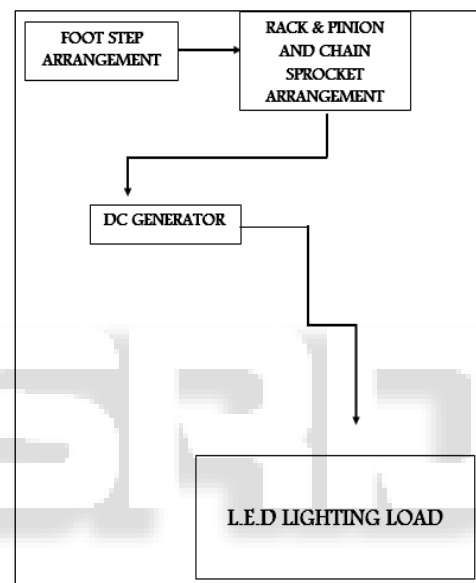 FOOT STEP
ARRANGEMENT
RACK & PINION
AND CHAIN
SPROCKET
ARRANGEMENT
DC GENERATOR
L.E.D LIGHTING LOAD